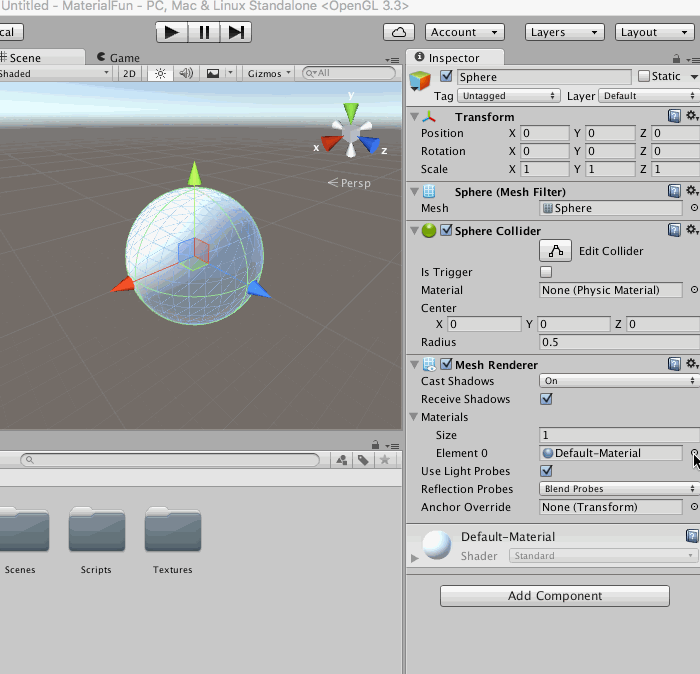 Untitled - MaterialFun - PC, Mac & Linux Standalone <OpenGL 3.3>
cal
Account
Layers
Layout
Scene
Game
Inspector
Shaded
2D
Gizmos
All
Sphere
Static
Tag Untagged Layer Default
y
x
z
Persp
Transform
Position X 0 Y 0 Z 0
Rotation X 0 Y 0 Z 0
Scale X 1 Y 1 Z 1
Sphere (Mesh Filter)
Mesh Sphere
Sphere Collider
Edit Collider
Is Trigger
Material None (Physic Material)
Center
X 0 Y 0 Z 0
Radius 0.5
Mesh Renderer
Cast Shadows On
Receive Shadows
Materials
Size 1
Element 0 Default-Material
Use Light Probes
Reflection Probes Blend Probes
Anchor Override None (Transform)
Default-Material
Shader Standard
Add Component
Scenes
Scripts
Textures